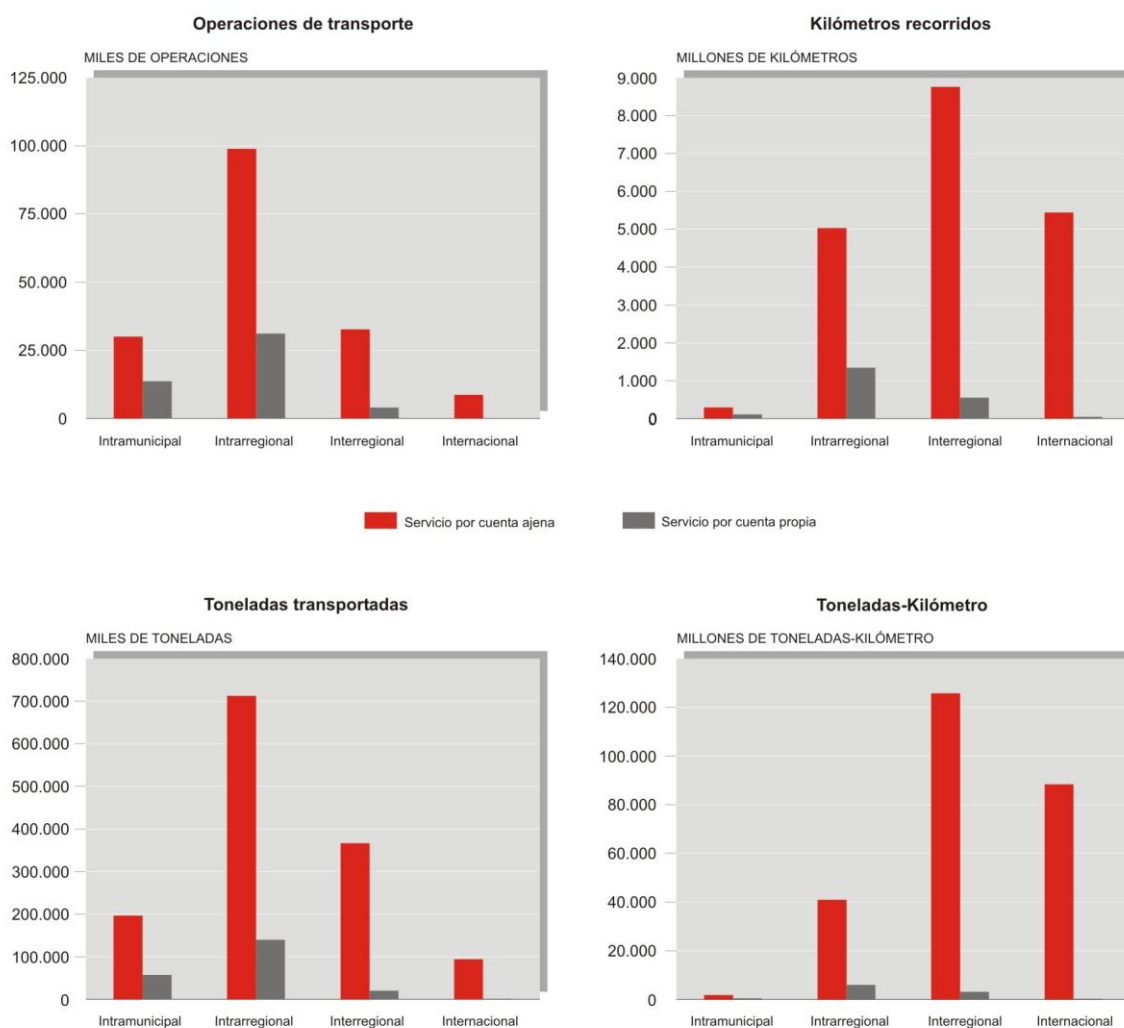 Operaciones de transporte
MILES DE OPERACIONES
125.000
100.000
75.000
50.000
25.000
0
Intramunicipal Intrarregional Interregional Internacional
Kilómetros recorridos
MILLONES DE KILÓMETROS
9.000
8.000
7.000
6.000
5.000
4.000
3.000
2.000
1.000
0
Intramunicipal Intrarregional Interregional Internacional
Servicio por cuenta ajena
Servicio por cuenta propia
Toneladas transportadas
MILES DE TONELADAS
800.000
700.000
600.000
500.000
400.000
300.000
200.000
100.000
0
Intramunicipal Intrarregional Interregional Internacional
Toneladas-Kilómetro
MILLONES DE TONELADAS-KILÓMETRO
140.000
120.000
100.000
80.000
60.000
40.000
20.000
0
Intramunicipal Intrarregional Interregional Internacional